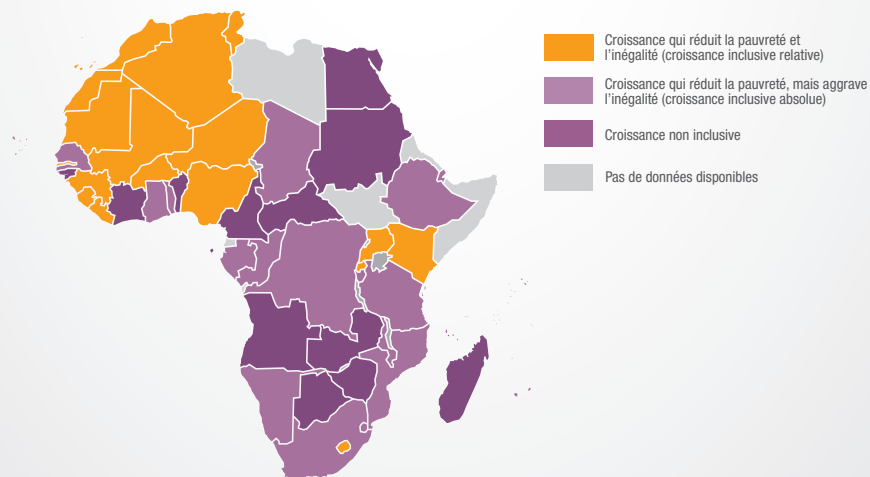 Croissance qui réduit la pauvreté et
l’inégalité (croissance inclusive relative)
Croissance qui réduit la pauvreté, mais aggrave
l’inégalité (croissance inclusive absolue)
Croissance non inclusive
Pas de données disponibles